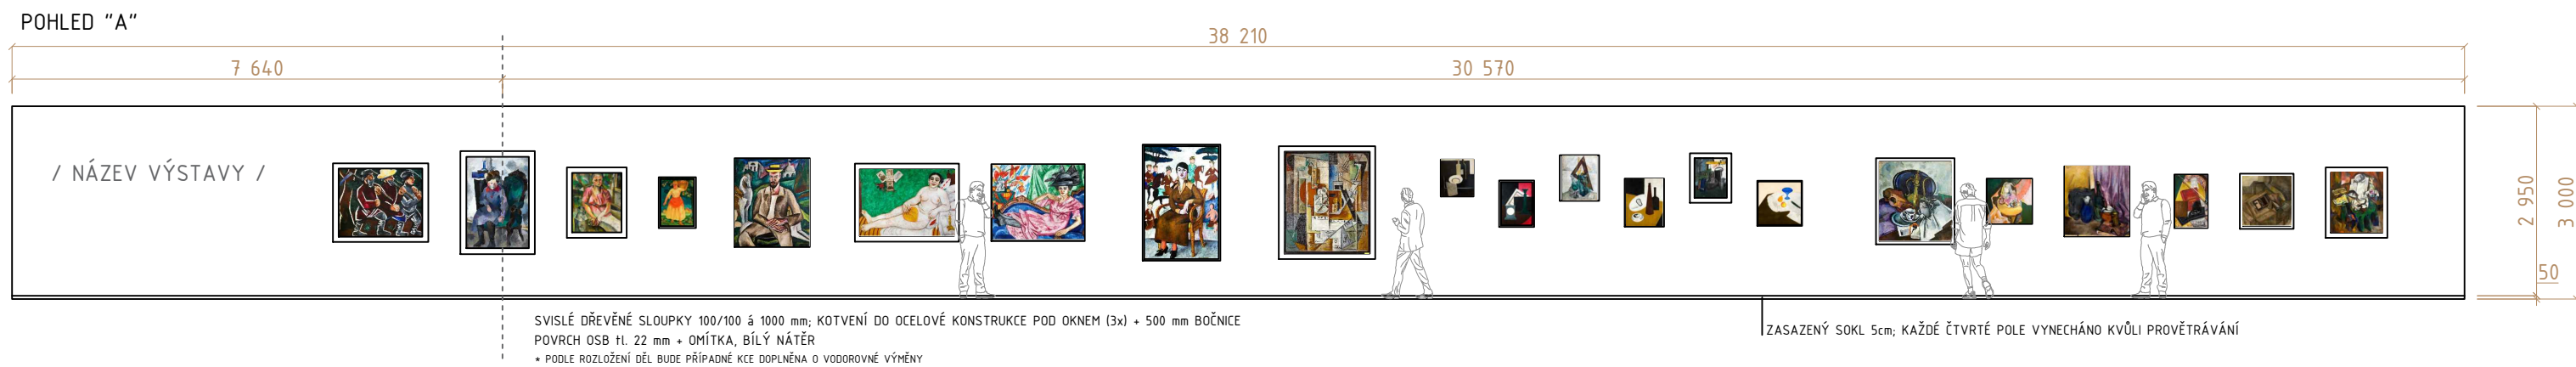 POHLED "A"
38 210
7 640
30 570
/ NÁZEV VÝSTAVY /
2 950
3 000
50
SVISLÉ DŘEVĚNÉ SLOUPKY 100/100 á 1000 mm; KOTVENÍ DO OCELOVÉ KONSTRUKCE POD OKNEM (3x) + 500 mm BOČNICE
POVRCH OSB tl. 22 mm + OMÍTKA, BÍLÝ NÁTĚR
* PODLE ROZLOŽENÍ DĚL BUDE PŘÍPADNÉ KCE DOPLNĚNA O VODOROVNÉ VÝMĚNY
ZASAZENÝ SOKL 5cm; KAŽDÉ ČTVRTÉ POLE VYNECHÁNO KVŮLI PROVĚTRÁVÁNÍ